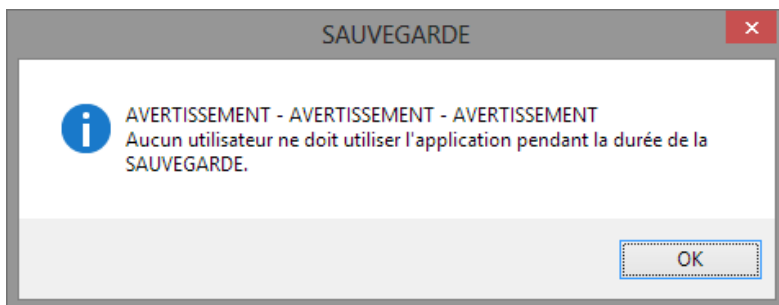 SAUVEGARDE
AVERTISSEMENT - AVERTISSEMENT - AVERTISSEMENT
Aucun utilisateur ne doit utiliser l'application pendant la durée de la
SAUVEGARDE.
OK